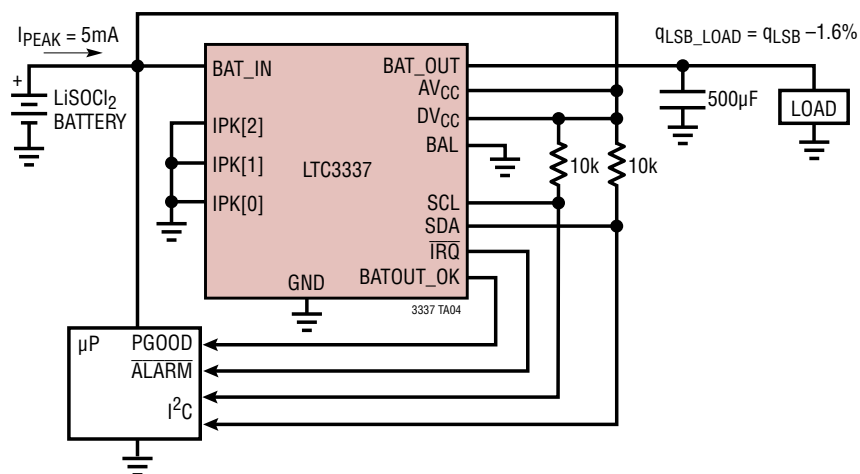 I_PEAK = 5mA
q_LSB_LOAD = q_LSB –1.6%
+
LiSOCl₂
BATTERY
BAT_IN
IPK[2]
IPK[1]
IPK[0]
LTC3337
GND
BAT_OUT
AV_CC
DV_CC
BAL
SCL
SDA
IRQ
BATOUT_OK
10k
10k
500µF
LOAD
3337 TA04
µP
PGOOD
ALARM
I²C